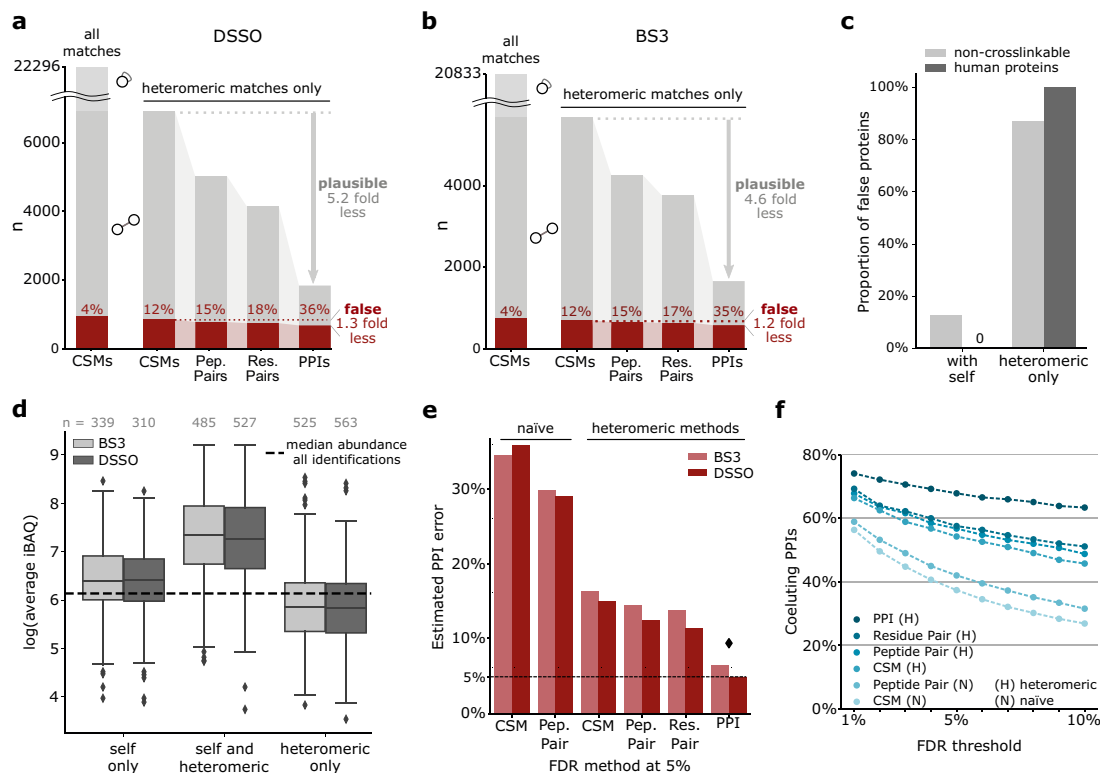 a
DSSO
all
matches
22296
heteromeric matches only
6000
4000
2000
0
n
plausible
5.2 fold
less
4%
12%
15%
18%
36%
false
1.3 fold
less
CSMs
CSMs
Pep.
Pairs
Res.
Pairs
PPIs
b
BS3
all
matches
20833
heteromeric matches only
4000
2000
0
n
plausible
4.6 fold
less
4%
12%
15%
17%
35%
false
1.2 fold
less
CSMs
CSMs
Pep.
Pairs
Res.
Pairs
PPIs
c
non-crosslinkable
human proteins
100%
80%
60%
40%
20%
0%
Proportion of false proteins
0
with
self
heteromeric
only
d
n = 339 310 485 527 525 563
BS3
DSSO
median abundance
all identifications
9
8
7
6
5
4
log(average iBAQ)
self
only
self and
heteromeric
heteromeric
only
e
naïve
heteromeric methods
BS3
DSSO
30%
20%
10%
5%
0%
Estimated PPI error
CSM
Pep.
Pair
CSM
Pep.
Pair
Res.
Pair
PPI
FDR method at 5%
f
80%
60%
40%
20%
0%
Coeluting PPIs
PPI (H)
Residue Pair (H)
Peptide Pair (H)
CSM (H)
Peptide Pair (N)
CSM (N)
(H) heteromeric
(N) naïve
1%
5%
10%
FDR threshold